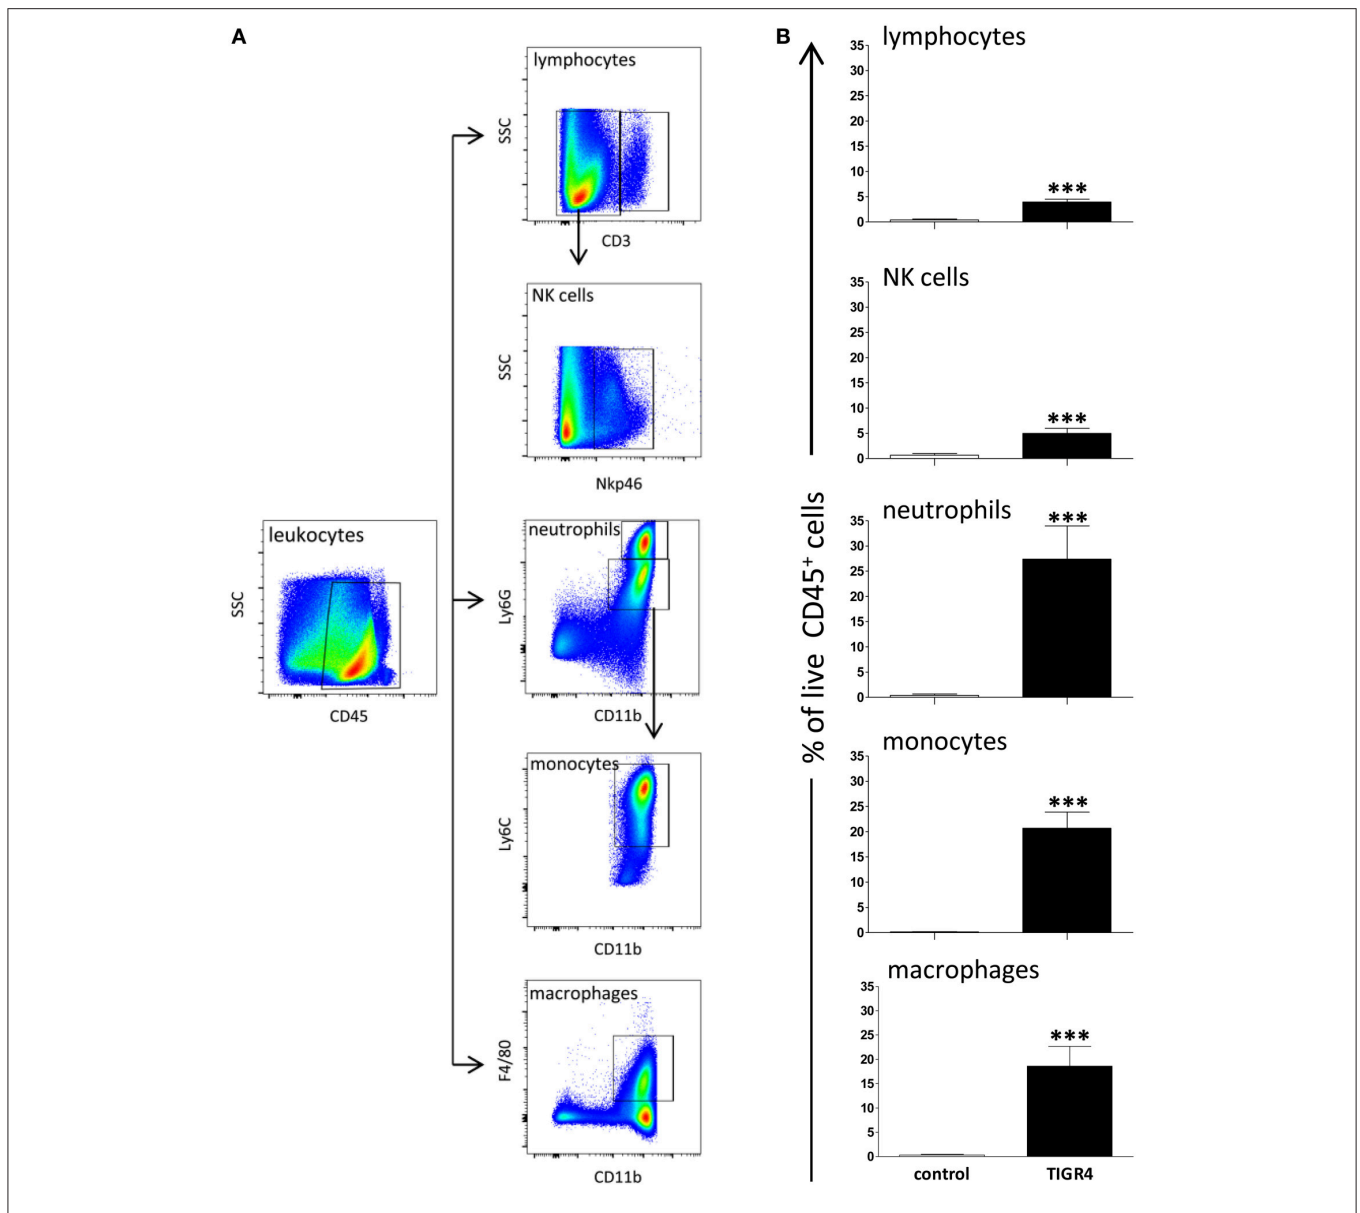 A
lymphocytes
SSC
CD3
NK cells
SSC
Nkp46
leukocytes
SSC
CD45
neutrophils
Ly6G
CD11b
monocytes
Ly6C
CD11b
macrophages
F4/80
CD11b
B
% of live CD45+ cells
lymphocytes
35
30
25
20
15
10
5
0
***
NK cells
35
30
25
20
15
10
5
0
***
neutrophils
35
30
25
20
15
10
5
0
***
monocytes
35
30
25
20
15
10
5
0
***
macrophages
35
30
25
20
15
10
5
0
***
control TIGR4